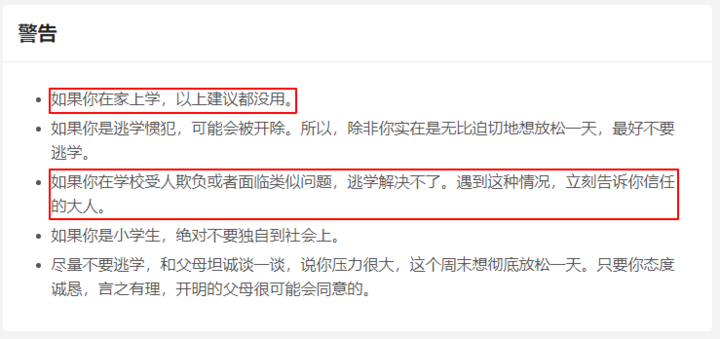 警告
如果你在家上学，以上建议都没用。
如果你是逃学惯犯，可能会被开除。所以，除非你实在是无比迫切地想放松一天，最好不要
逃学。
如果你在学校受人欺负或者面临类似问题，逃学解决不了。遇到这种情况，立刻告诉你信任
的大人。
如果你是小学生，绝对不要独自到社会上。
尽量不要逃学，和父母坦诚谈一谈，说你压力很大，这个周末想彻底放松一天。只要你态度
诚恳，言之有理，开明的父母很可能会同意的。